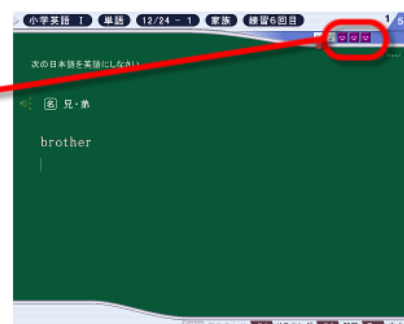 小学英語 I 単語 12/24 - 1 家族 練習6回目 1/5
次の日本語を英語にしなさい
名 兄・弟
brother